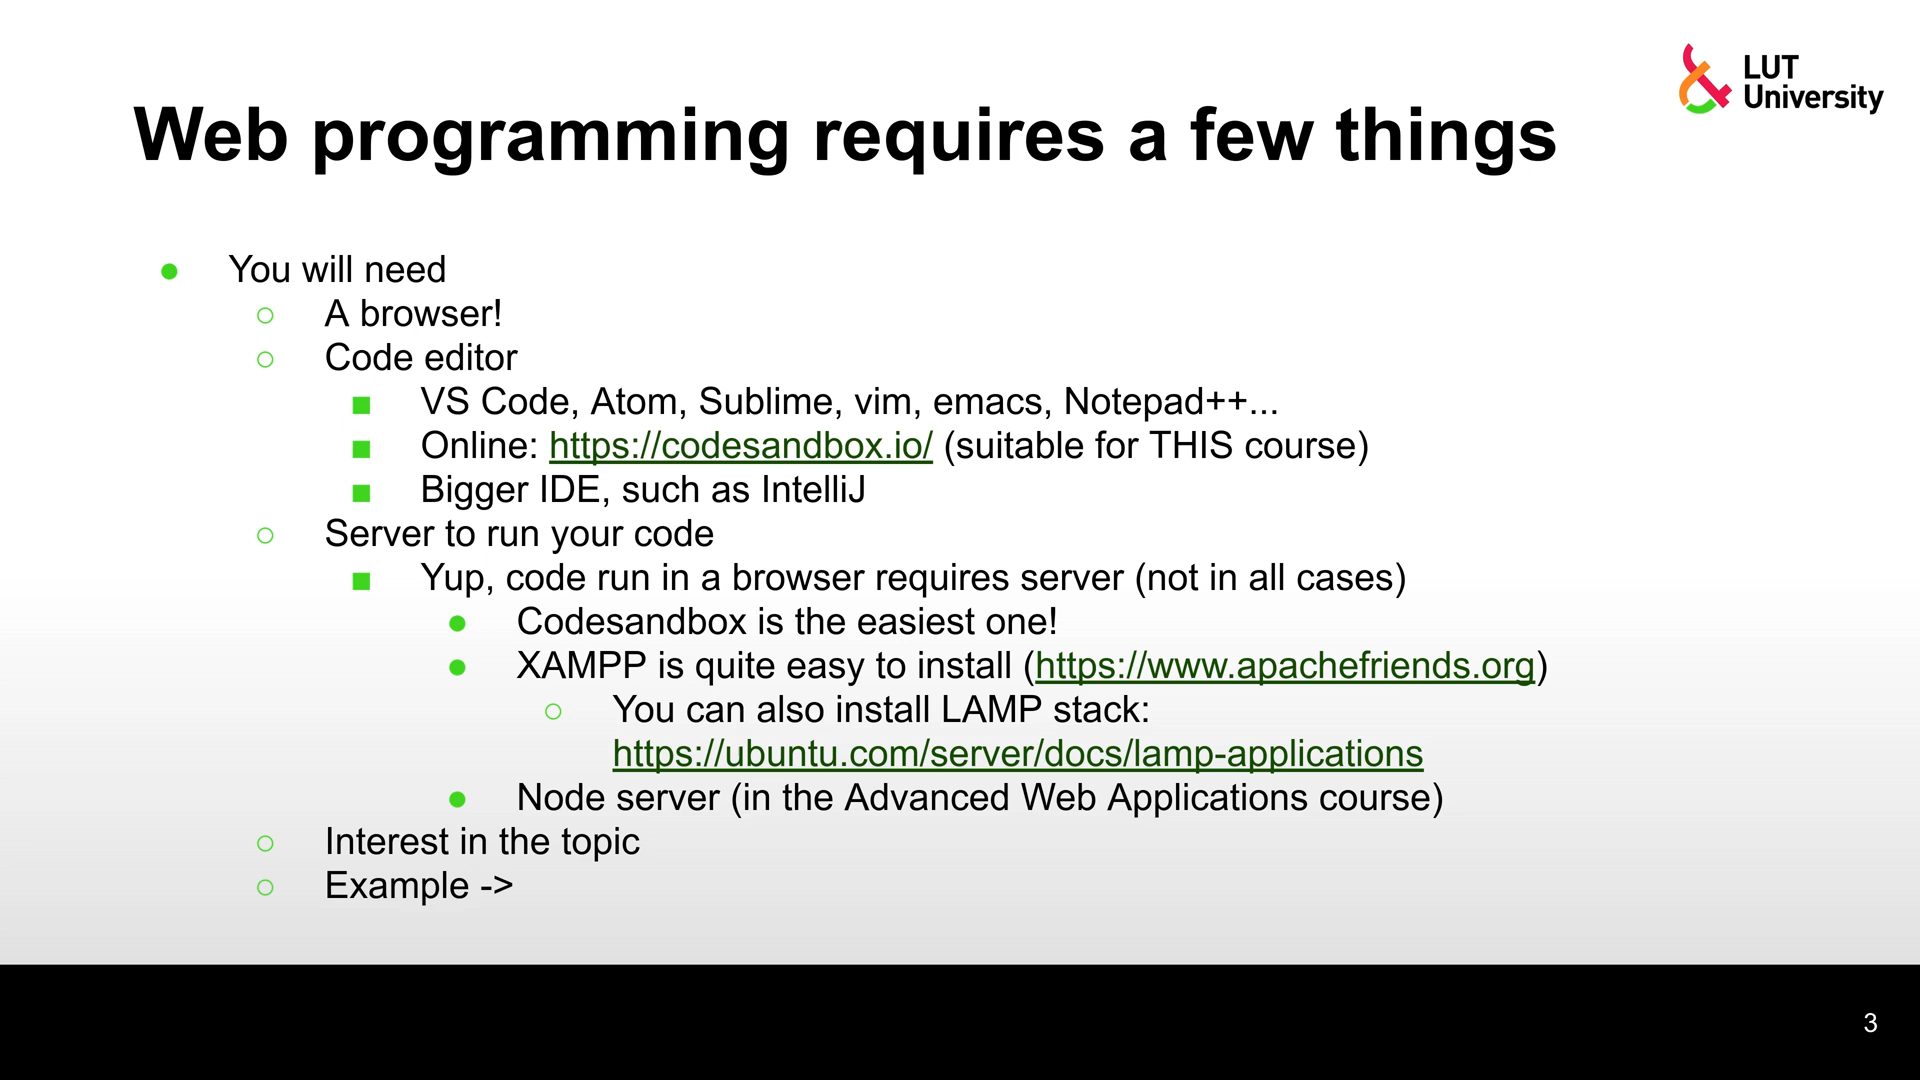 LUT
University
Web programming requires a few things
● You will need
○ A browser!
○ Code editor
■ VS Code, Atom, Sublime, vim, emacs, Notepad++...
■ Online: https://codesandbox.io/ (suitable for THIS course)
■ Bigger IDE, such as IntelliJ
○ Server to run your code
■ Yup, code run in a browser requires server (not in all cases)
● Codesandbox is the easiest one!
● XAMPP is quite easy to install (https://www.apachefriends.org)
○ You can also install LAMP stack:
https://ubuntu.com/server/docs/lamp-applications
● Node server (in the Advanced Web Applications course)
○ Interest in the topic
○ Example ->
3